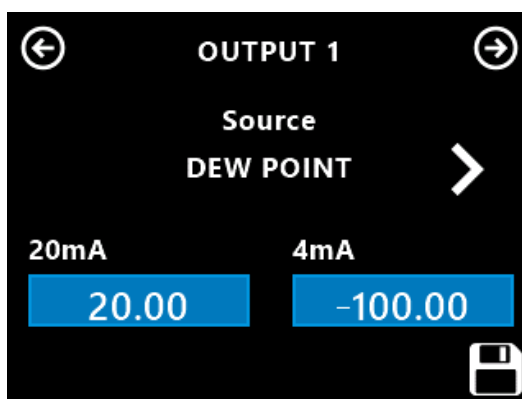 OUTPUT 1
Source
DEW POINT
20mA 4mA
20.00 -100.00